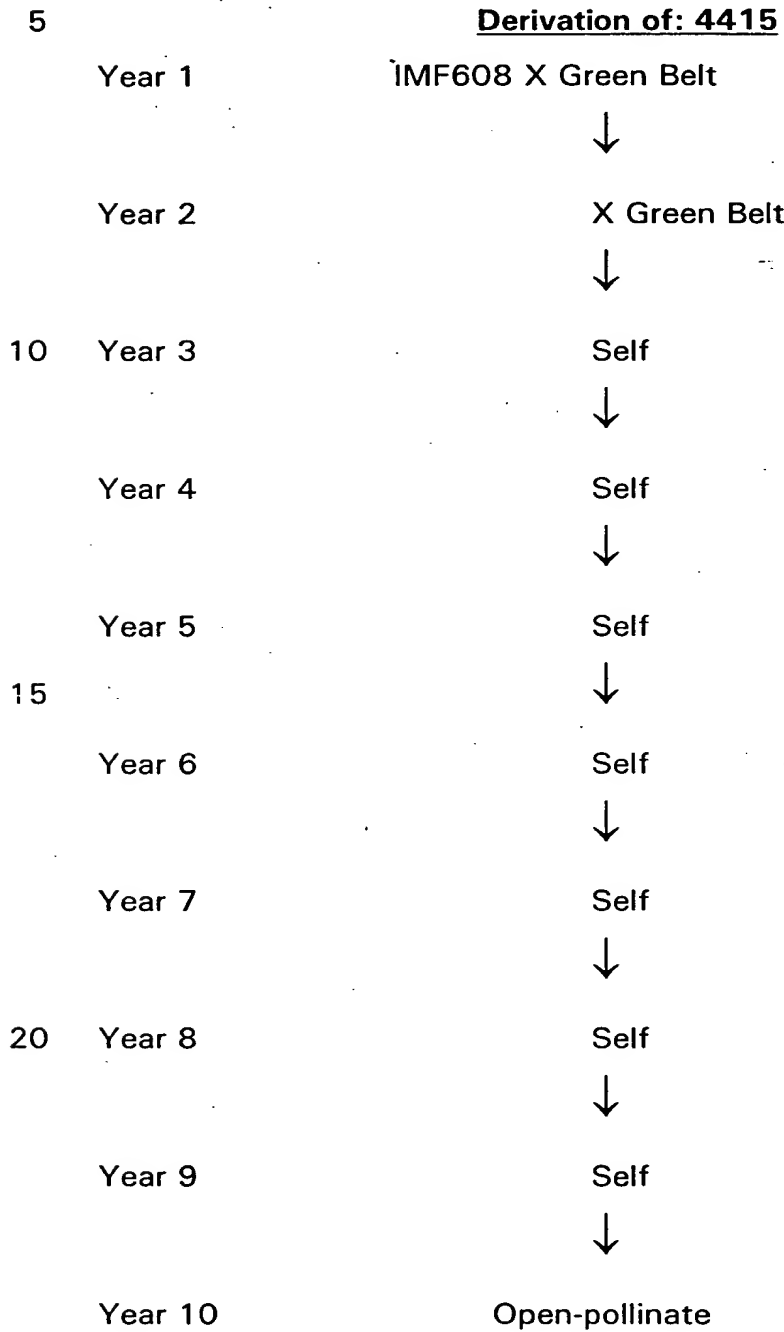 5 Derivation of: 4415
Year 1 IMF608 X Green Belt
↓
Year 2 X Green Belt
↓
10 Year 3 Self
↓
Year 4 Self
↓
Year 5 Self
15 ↓
Year 6 Self
↓
Year 7 Self
↓
20 Year 8 Self
↓
Year 9 Self
↓
Year 10 Open-pollinate